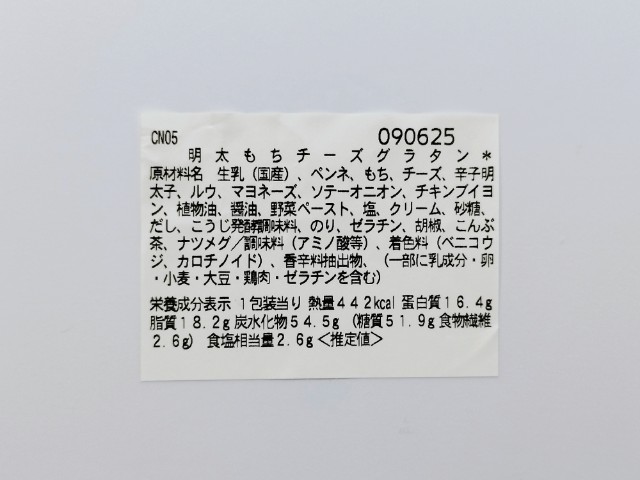 CN05 090625
明太もちチーズグラタン*
原材料名 生乳(国産)、ペンネ、もち、チーズ、辛子明
太子、ルウ、マヨネーズ、ソテーオニオン、チキンブイヨ
ン、植物油、醤油、野菜ペースト、塩、クリーム、砂糖、
だし、こうじ発酵調味料、のり、ゼラチン、胡椒、こんぶ
茶、ナツメグ/調味料(アミノ酸等)、着色料(ベニコウ
ジ、カロチノイド)、香辛料抽出物、(一部に乳成分・卵
・小麦・大豆・鶏肉・ゼラチンを含む)
栄養成分表示 1包装当り 熱量442kcal 蛋白質16.4g
脂質18.2g 炭水化物54.5g (糖質51.9g 食物繊維
2.6g) 食塩相当量2.6g<推定値>